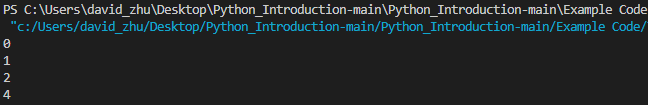 PS C:\Users\david_zhu\Desktop\Python_Introduction-main\Python_Introduction-main\Example Code
"c:/Users/david_zhu/Desktop/Python_Introduction-main/Python_Introduction-main/Example Code/
0
1
2
4